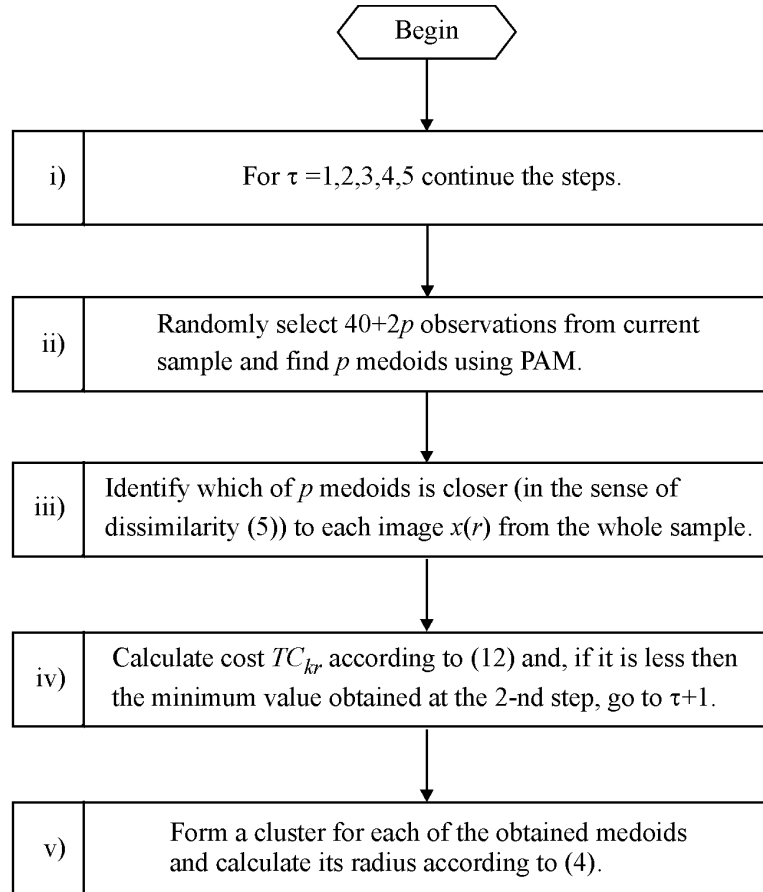 Begin
i)
For τ =1,2,3,4,5 continue the steps.
ii)
Randomly select 40+2p observations from current
sample and find p medoids using PAM.
iii)
Identify which of p medoids is closer (in the sense of
dissimilarity (5)) to each image x(r) from the whole sample.
iv)
Calculate cost TC_kr according to (12) and, if it is less then
the minimum value obtained at the 2-nd step, go to τ+1.
v)
Form a cluster for each of the obtained medoids
and calculate its radius according to (4).